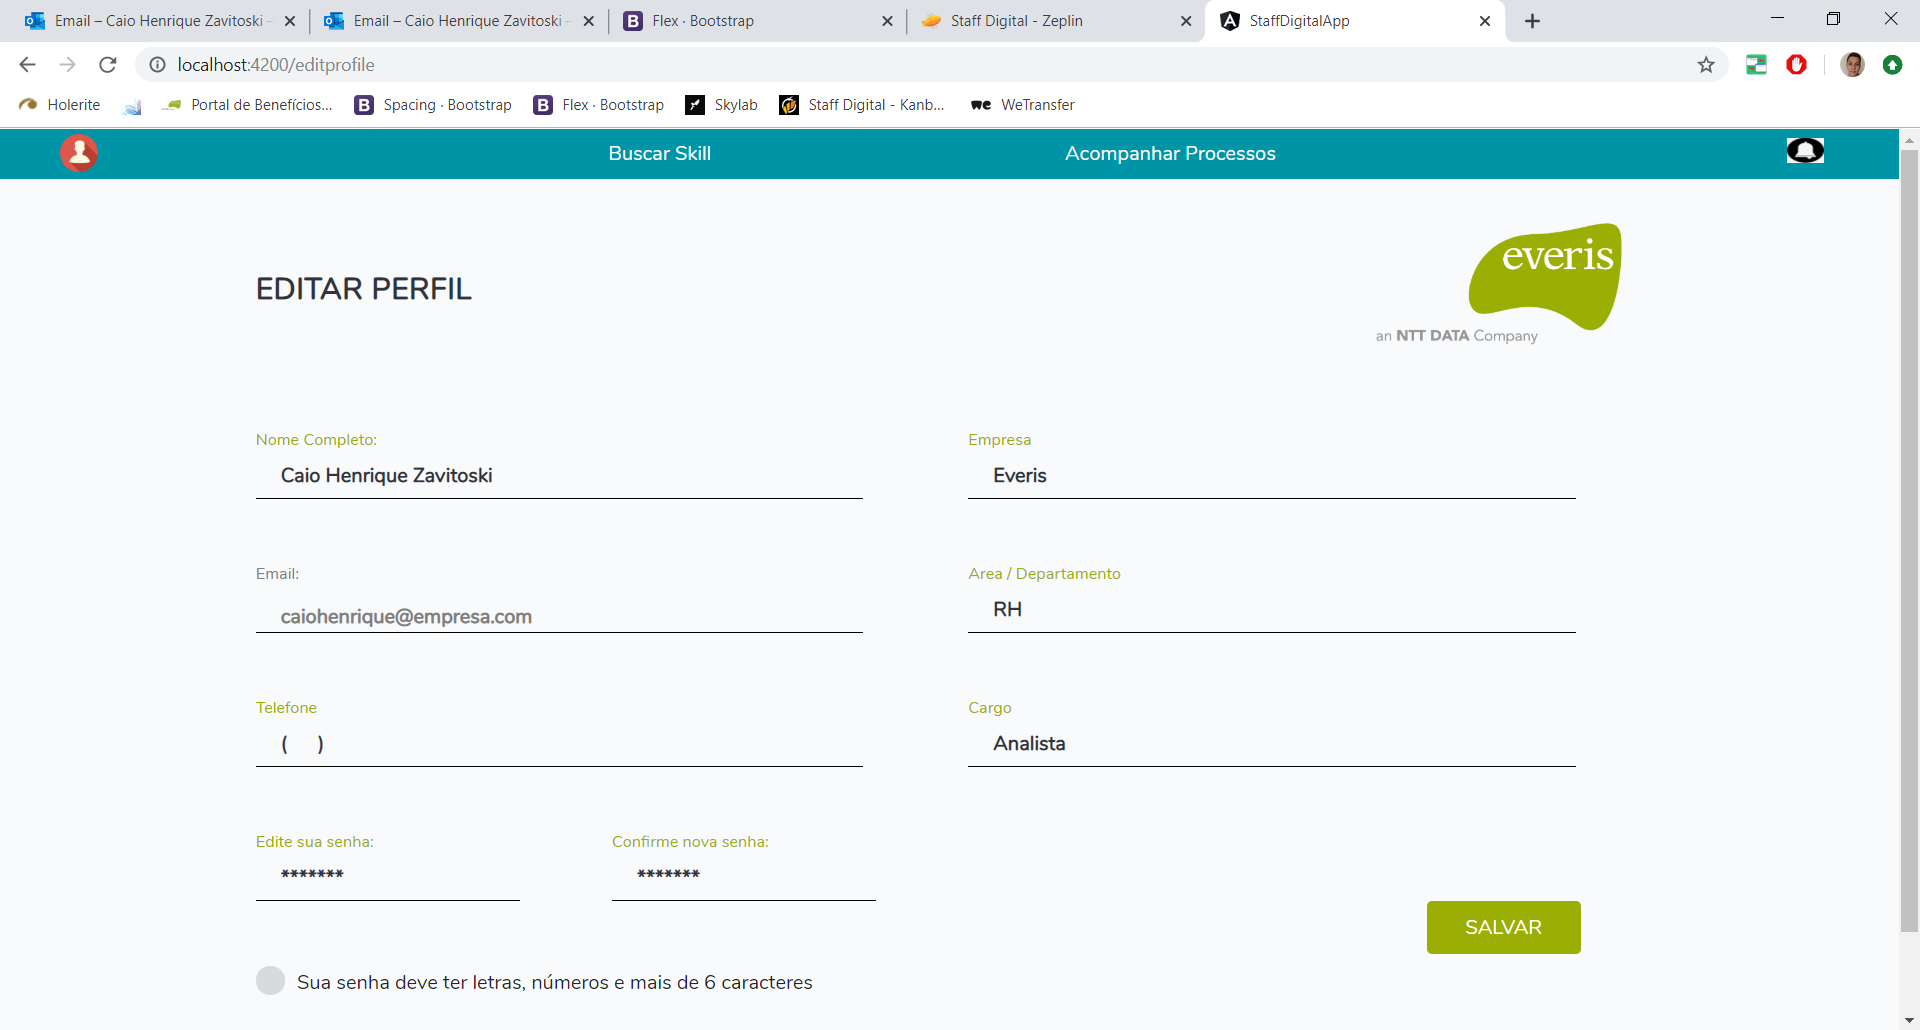 Email – Caio Henrique Zavitoski –
Email – Caio Henrique Zavitoski –
Flex · Bootstrap
Staff Digital - Zeplin
StaffDigitalApp
localhost:4200/editprofile
Holerite
Portal de Benefícios...
Spacing · Bootstrap
Flex · Bootstrap
Skylab
Staff Digital - Kanb...
WeTransfer
Buscar Skill
Acompanhar Processos
everis
an NTT DATA Company
EDITAR PERFIL
Nome Completo:
Caio Henrique Zavitoski
Empresa
Everis
Email:
caiohenrique@empresa.com
Area / Departamento
RH
Telefone
( )
Cargo
Analista
Edite sua senha:
*******
Confirme nova senha:
*******
SALVAR
Sua senha deve ter letras, números e mais de 6 caracteres